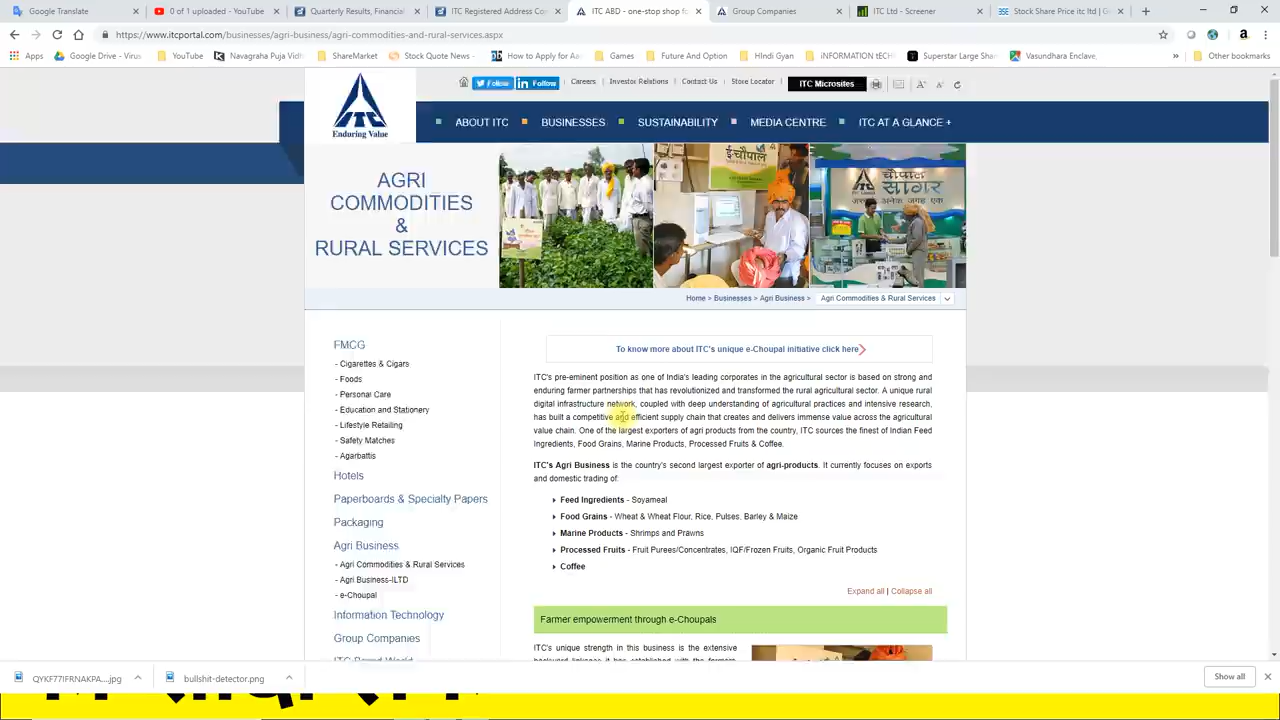 Google Translate
0 of 1 uploaded - YouTube
Quarterly Results, Financial
ITC Registered Address Co
ITC ABD - one-stop shop fo
Group Companies
ITC Ltd - Screener
Stock Share Price itc ltd | G
https://www.itcportal.com/businesses/agri-business/agri-commodities-and-rural-services.aspx
Apps
Google Drive - Virus
YouTube
Navagraha Puja Vidh
ShareMarket
Stock Quote News -
How to Apply for Aa
Games
Future And Option
HIndi Gyan
iNFORMATION tECH
Superstar Large Shar
Vasundhara Enclave,
Other bookmarks
ITC
Enduring Value
Follow
Follow
Careers
Investor Relations
Contact Us
Store Locator
ITC Microsites
ABOUT ITC
BUSINESSES
SUSTAINABILITY
MEDIA CENTRE
ITC AT A GLANCE +
AGRI
COMMODITIES
&
RURAL SERVICES
ई-चौपाल
चौपाल
सागर
Home > Businesses > Agri Business >
Agri Commodities & Rural Services
FMCG
- Cigarettes & Cigars
- Foods
- Personal Care
- Education and Stationery
- Lifestyle Retailing
- Safety Matches
- Agarbattis
Hotels
Paperboards & Specialty Papers
Packaging
Agri Business
- Agri Commodities & Rural Services
- Agri Business-ILTD
- e-Choupal
Information Technology
Group Companies
To know more about ITC's unique e-Choupal initiative click here
ITC's pre-eminent position as one of India's leading corporates in the agricultural sector is based on strong and
enduring farmer partnerships that has revolutionized and transformed the rural agricultural sector. A unique rural
digital infrastructure network, coupled with deep understanding of agricultural practices and intensive research,
has built a competitive and efficient supply chain that creates and delivers immense value across the agricultural
value chain. One of the largest exporters of agri products from the country, ITC sources the finest of Indian Feed
Ingredients, Food Grains, Marine Products, Processed Fruits & Coffee.
ITC's Agri Business is the country's second largest exporter of agri-products. It currently focuses on exports
and domestic trading of:
Feed Ingredients - Soyameal
Food Grains - Wheat & Wheat Flour, Rice, Pulses, Barley & Maize
Marine Products - Shrimps and Prawns
Processed Fruits - Fruit Purees/Concentrates, IQF/Frozen Fruits, Organic Fruit Products
Coffee
Expand all | Collapse all
Farmer empowerment through e-Choupals
ITC's unique strength in this business is the extensive
backward linkages it has established with the farmers
QYKF77IFRNAKPA....jpg
bullshit-detector.png
Show all